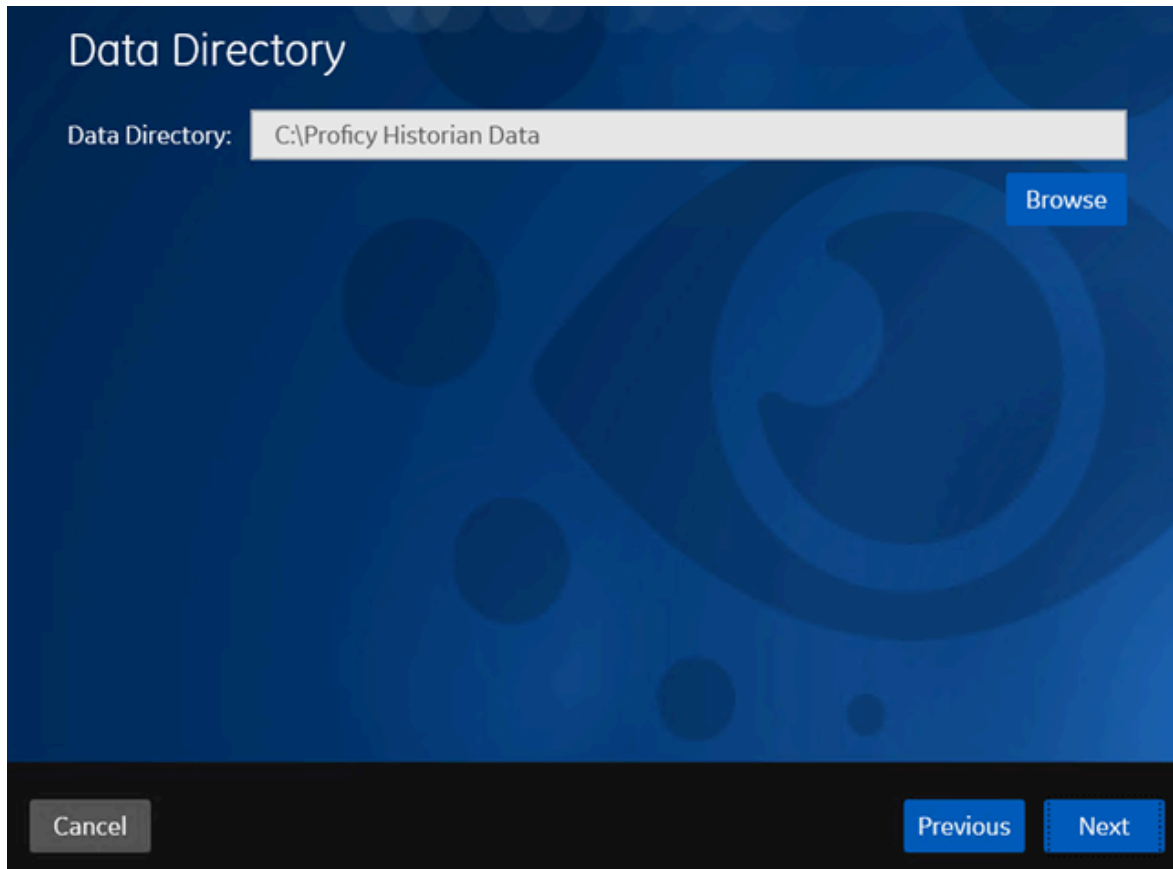 Data Directory
Data Directory: C:\Proficy Historian Data
Browse
Cancel Previous Next